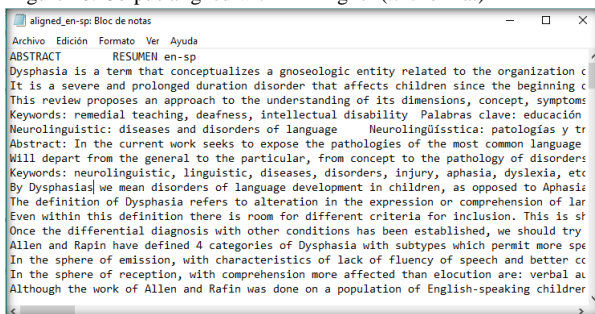 aligned_en-sp: Bloc de notas
Archivo Edición Formato Ver Ayuda
ABSTRACT RESUMEN en-sp
Dysphasia is a term that conceptualizes a gnoseologic entity related to the organization
It is a severe and prolonged duration disorder that affects children since the beginning
This review proposes an approach to the understanding of its dimensions, concept, symptoms
Keywords: remedial teaching, deafness, intellectual disability Palabras clave: educación
Neurolinguistic: diseases and disorders of language Neurolingüísstica: patologías y tr
Abstract: In the current work seeks to expose the pathologies of the most common language
Will depart from the general to the particular, from concept to the pathology of disorders
Keywords: neurolinguistic, linguistic, diseases, disorders, injury, aphasia, dyslexia, etc
By Dysphasias we mean disorders of language development in children, as opposed to Aphasia
The definition of Dysphasia refers to alteration in the expression or comprehension of lan
Even within this definition there is room for different criteria for inclusion. This is sh
Once the differential diagnosis with other conditions has been established, we should try
Allen and Rapin have defined 4 categories of Dysphasia with subtypes which permit more spe
In the sphere of emission, with characteristics of lack of fluency of speech and better co
In the sphere of reception, with comprehension more affected than elocution are: verbal au
Although the work of Allen and Rafin was done on a population of English-speaking children